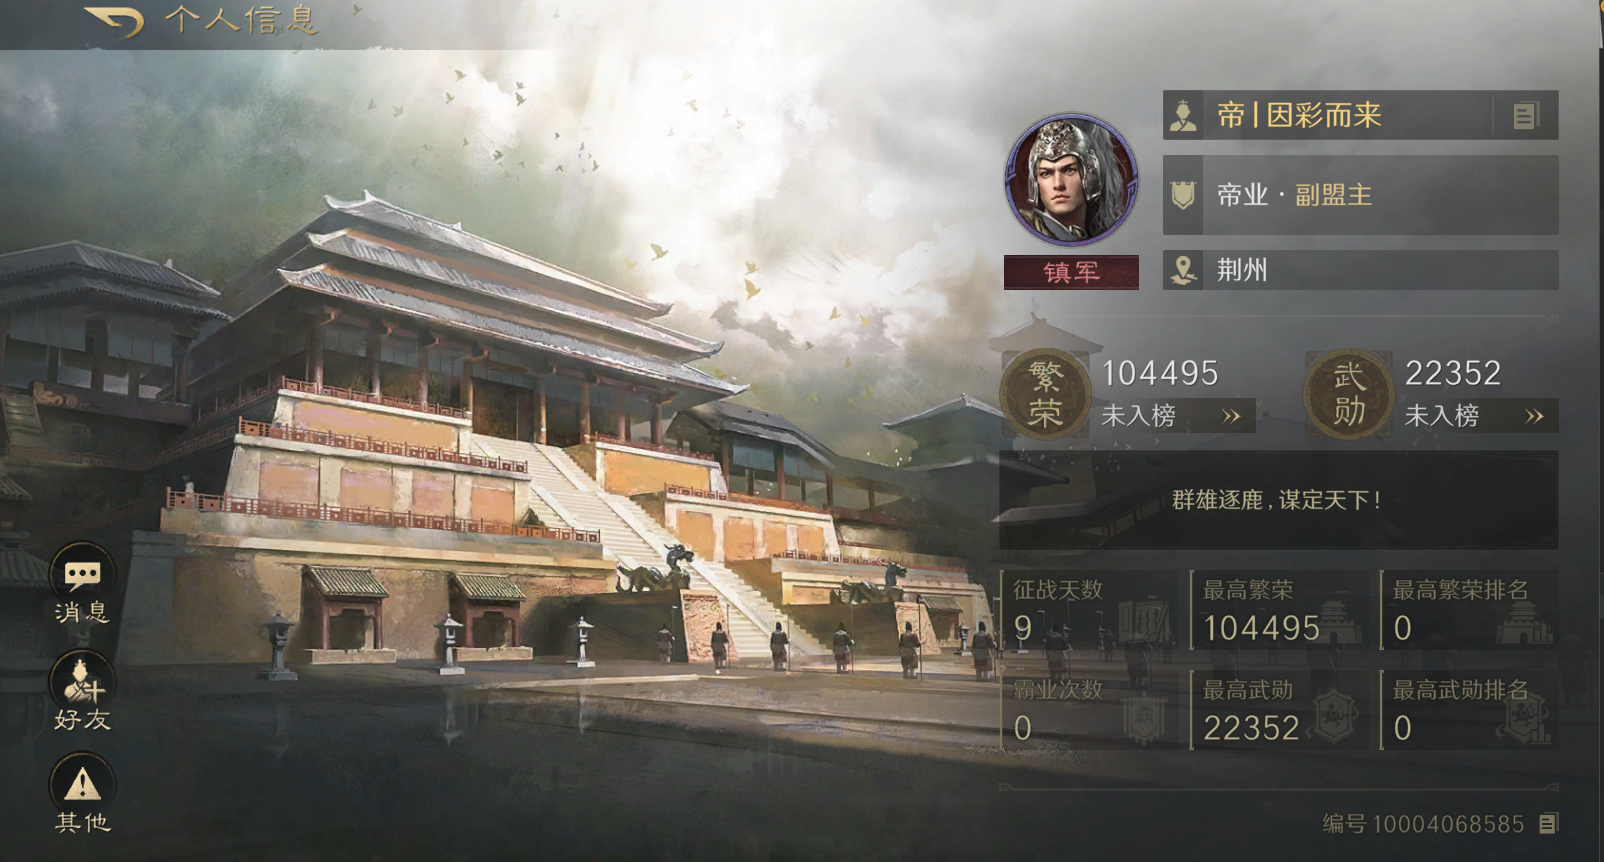 个人信息
帝|因彩而来
帝业·副盟主
镇军
荆州
繁荣
104495
未入榜
武勋
22352
未入榜
群雄逐鹿,谋定天下!
征战天数
9
最高繁荣
104495
最高繁荣排名
0
霸业次数
0
最高武勋
22352
最高武勋排名
0
消息
好友
其他
编号 10004068585